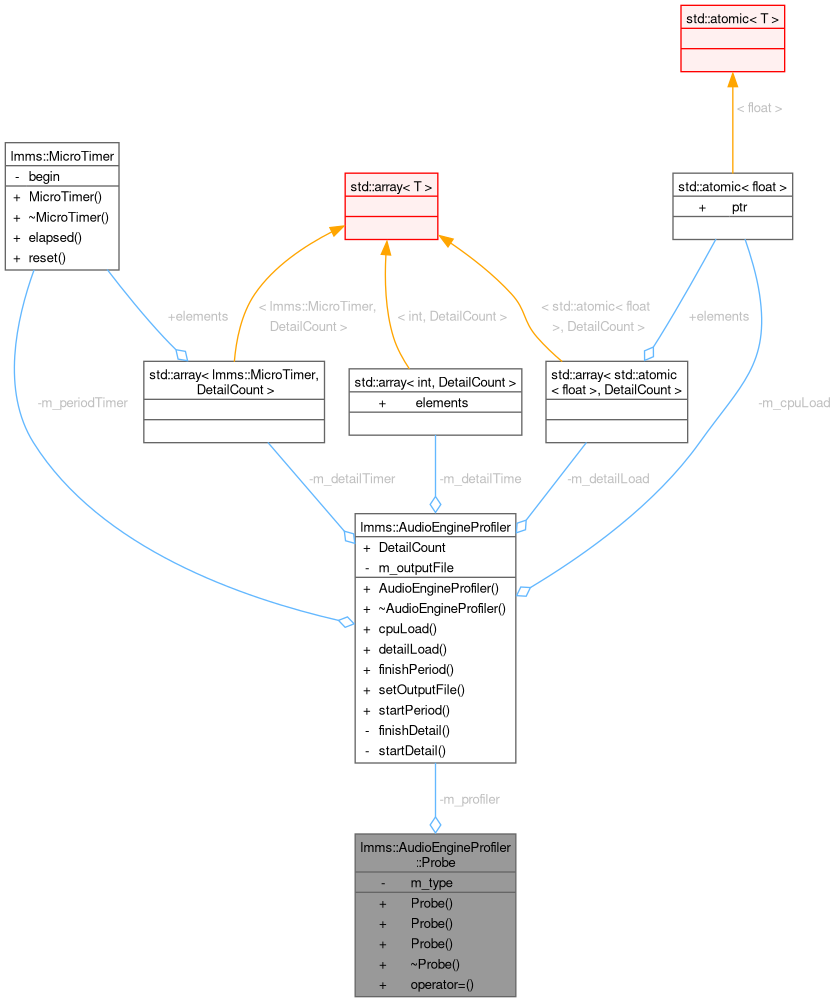 std::atomic< T >
< float >
lmms::MicroTimer
- begin
+ MicroTimer()
+ ~MicroTimer()
+ elapsed()
+ reset()
std::array< T >
std::atomic< float >
+ ptr
< lmms::MicroTimer,
DetailCount >
< int, DetailCount >
< std::atomic< float
>, DetailCount >
+elements
+elements
std::array< lmms::MicroTimer,
DetailCount >
std::array< int, DetailCount >
+ elements
std::array< std::atomic
< float >, DetailCount >
-m_periodTimer
-m_cpuLoad
-m_detailTimer
-m_detailTime
-m_detailLoad
lmms::AudioEngineProfiler
+ DetailCount
- m_outputFile
+ AudioEngineProfiler()
+ ~AudioEngineProfiler()
+ cpuLoad()
+ detailLoad()
+ finishPeriod()
+ setOutputFile()
+ startPeriod()
- finishDetail()
- startDetail()
-m_profiler
lmms::AudioEngineProfiler
::Probe
- m_type
+ Probe()
+ Probe()
+ Probe()
+ ~Probe()
+ operator=()